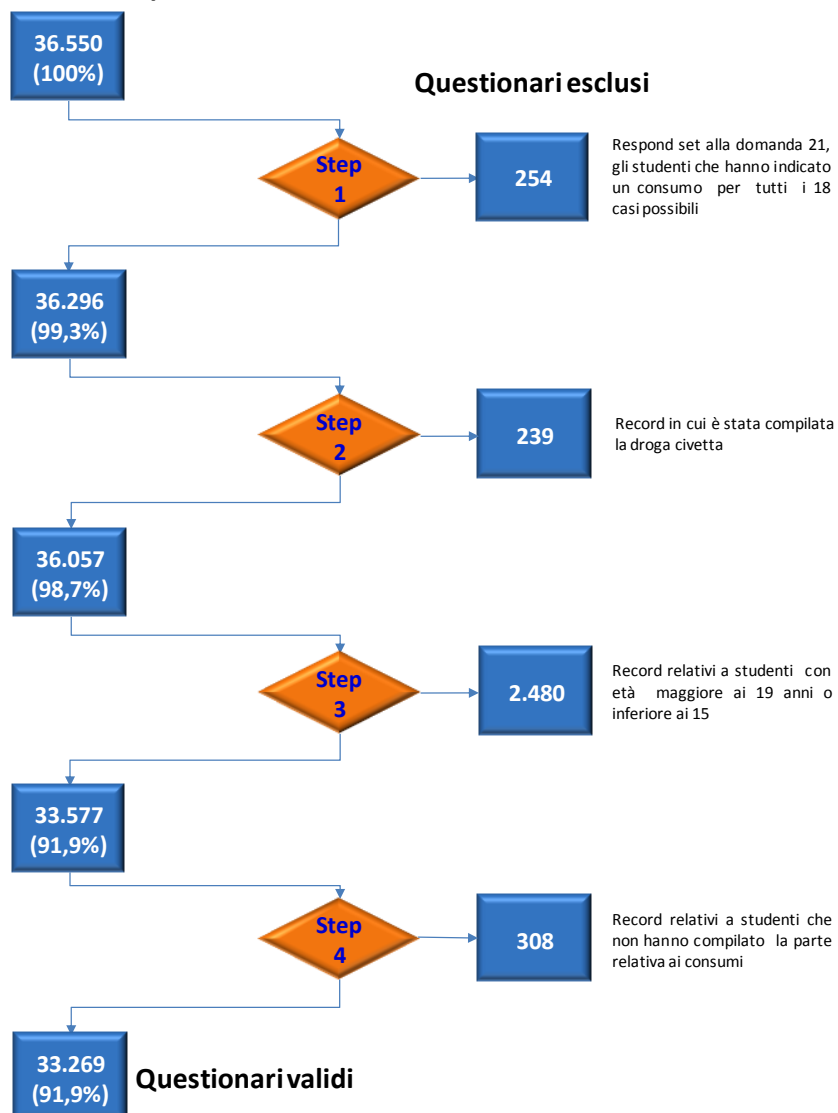 36.550
(100%)
Questionari esclusi
Step
1
254
Respond set alla domanda 21,
gli studenti che hanno indicato
un consumo per tutti i 18
casi possibili
36.296
(99,3%)
Step
2
239
Record in cui è stata compilata
la droga civetta
36.057
(98,7%)
Step
3
2.480
Record relativi a studenti con
età maggiore ai 19 anni o
inferiore ai 15
33.577
(91,9%)
Step
4
308
Record relativi a studenti che
non hanno compilato la parte
relativa ai consumi
33.269
(91,9%)
Questionari validi